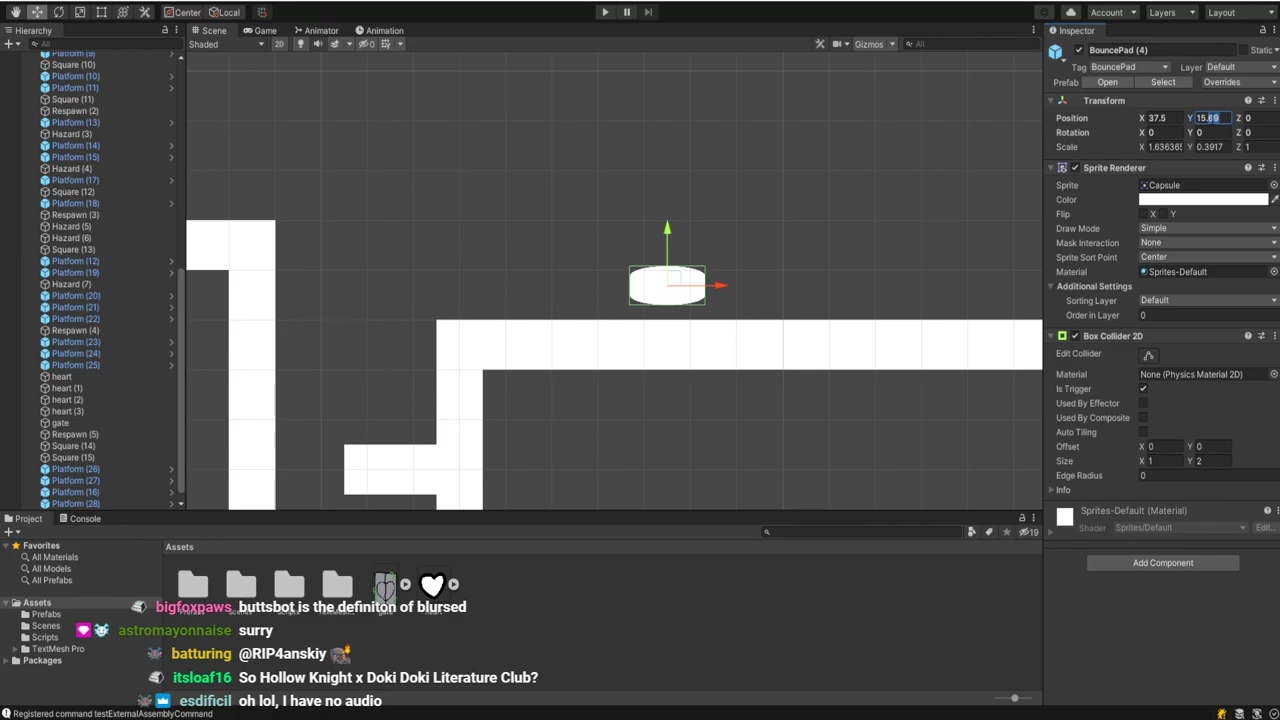 Center
Local
Account
Layers
Layout
Hierarchy
Scene
Game
Animator
Animation
Inspector
All
Shaded
2D
0
Gizmos
All
BouncePad (4)
Static
Tag BouncePad
Layer Default
Prefab Open Select Overrides
Transform
Position X 37.5 Y 15.69 Z 0
Rotation X 0 Y 0 Z 0
Scale X 1.63636 Y 0.3917 Z 1
Sprite Renderer
Sprite Capsule
Color
Flip X Y
Draw Mode Simple
Mask Interaction None
Sprite Sort Point Center
Material Sprites-Default
Additional Settings
Sorting Layer Default
Order in Layer 0
Box Collider 2D
Edit Collider
Material None (Physics Material 2D)
Is Trigger
Used By Effector
Used By Composite
Auto Tiling
Offset X 0 Y 0
Size X 1 Y 2
Edge Radius 0
Info
Sprites-Default (Material)
Shader Sprites/Default Edit...
Add Component
Platform (9)
Square (10)
Platform (10)
Platform (11)
Square (11)
Respawn (2)
Platform (13)
Hazard (3)
Platform (14)
Platform (15)
Hazard (4)
Platform (17)
Square (12)
Platform (18)
Respawn (3)
Hazard (5)
Hazard (6)
Square (13)
Platform (12)
Platform (19)
Hazard (7)
Platform (20)
Platform (21)
Platform (22)
Respawn (4)
Platform (23)
Platform (24)
Platform (25)
heart
heart (1)
heart (2)
heart (3)
gate
Respawn (5)
Square (14)
Square (15)
Platform (26)
Platform (27)
Platform (16)
Platform (28)
Project
Console
19
Favorites
All Materials
All Models
All Prefabs
Assets
Prefabs
Scenes
Scripts
TextMesh Pro
Packages
Assets
bigfoxpaws buttsbot is the definiton of blursed
astromayonnaise surry
batturing @RIP4anskiy
itsloaf16 So Hollow Knight x Doki Doki Literature Club?
esdificil oh lol, I have no audio
Registered command testExternalAssemblyCommand